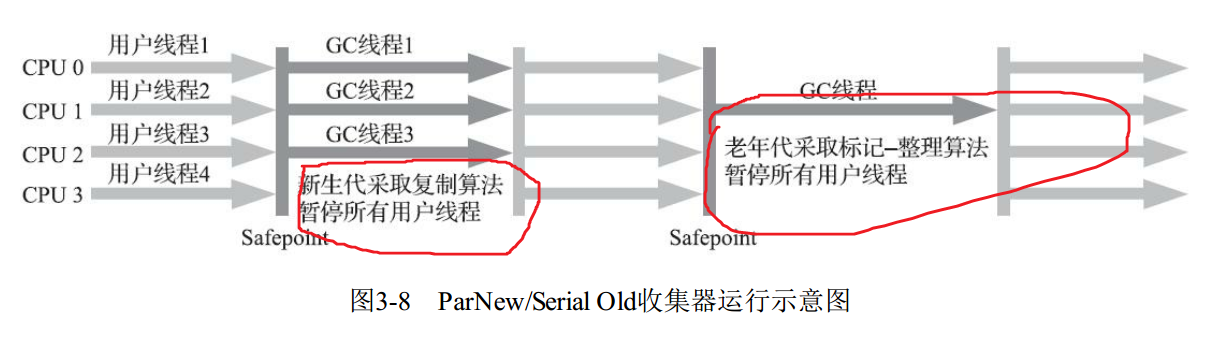 用户线程1
GC线程1
CPU 0
用户线程2
GC线程2
GC线程
CPU 1
用户线程3
GC线程3
CPU 2
老年代采取标记–整理算法
暂停所有用户线程
用户线程4
CPU 3
新生代采取复制算法
暂停所有用户线程
Safepoint
Safepoint
图3-8 ParNew/Serial Old收集器运行示意图